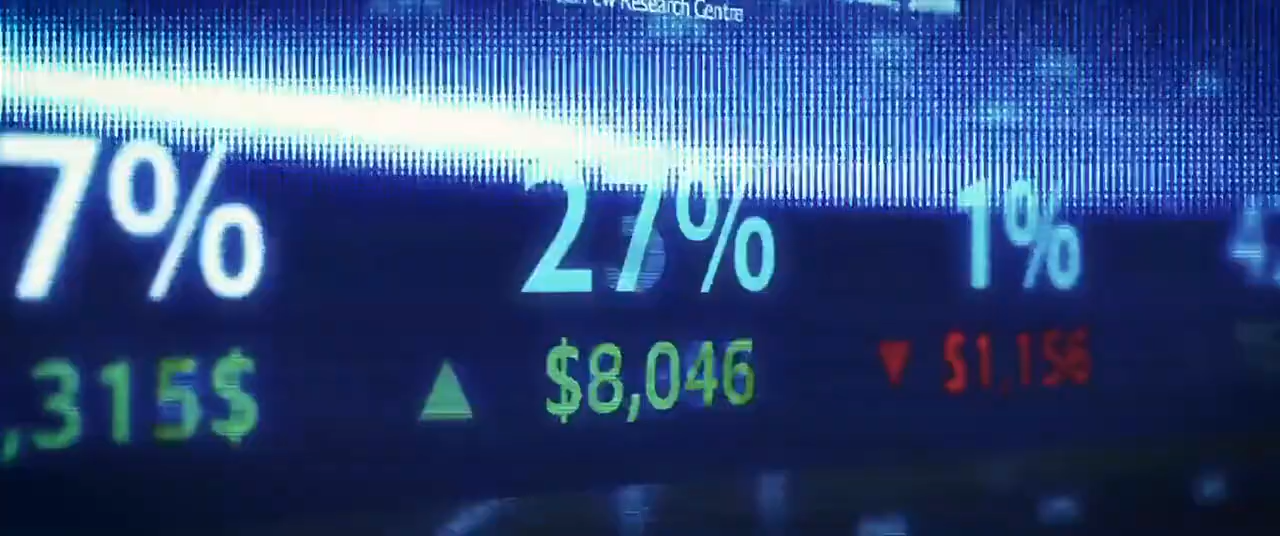 Research Centre
7% 27% 1%
,315$ ▲ $8,046 ▼ $1,156